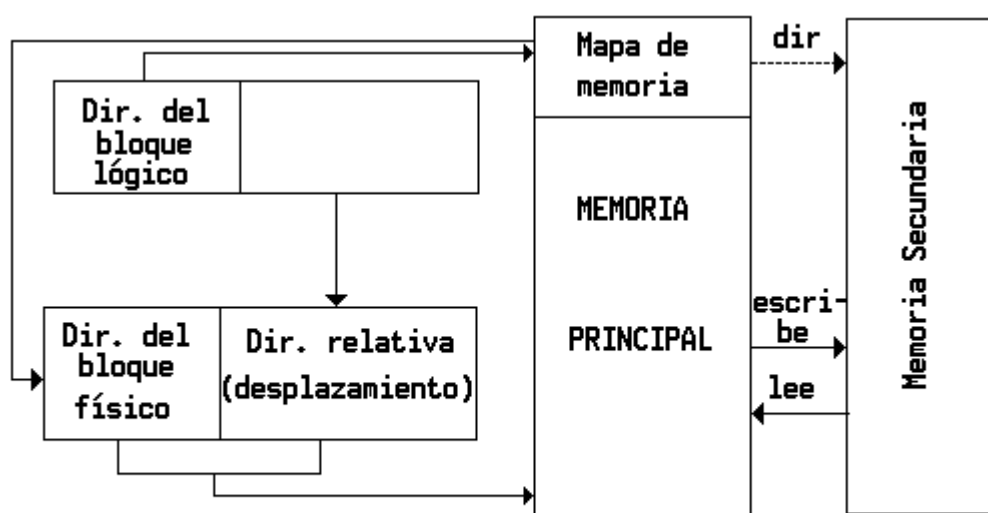 Mapa de
memoria
dir
Dir. del
bloque
lógico
MEMORIA
Memoria Secundaria
escri-
be
Dir. del
bloque
físico
Dir. relativa
(desplazamiento)
PRINCIPAL
lee